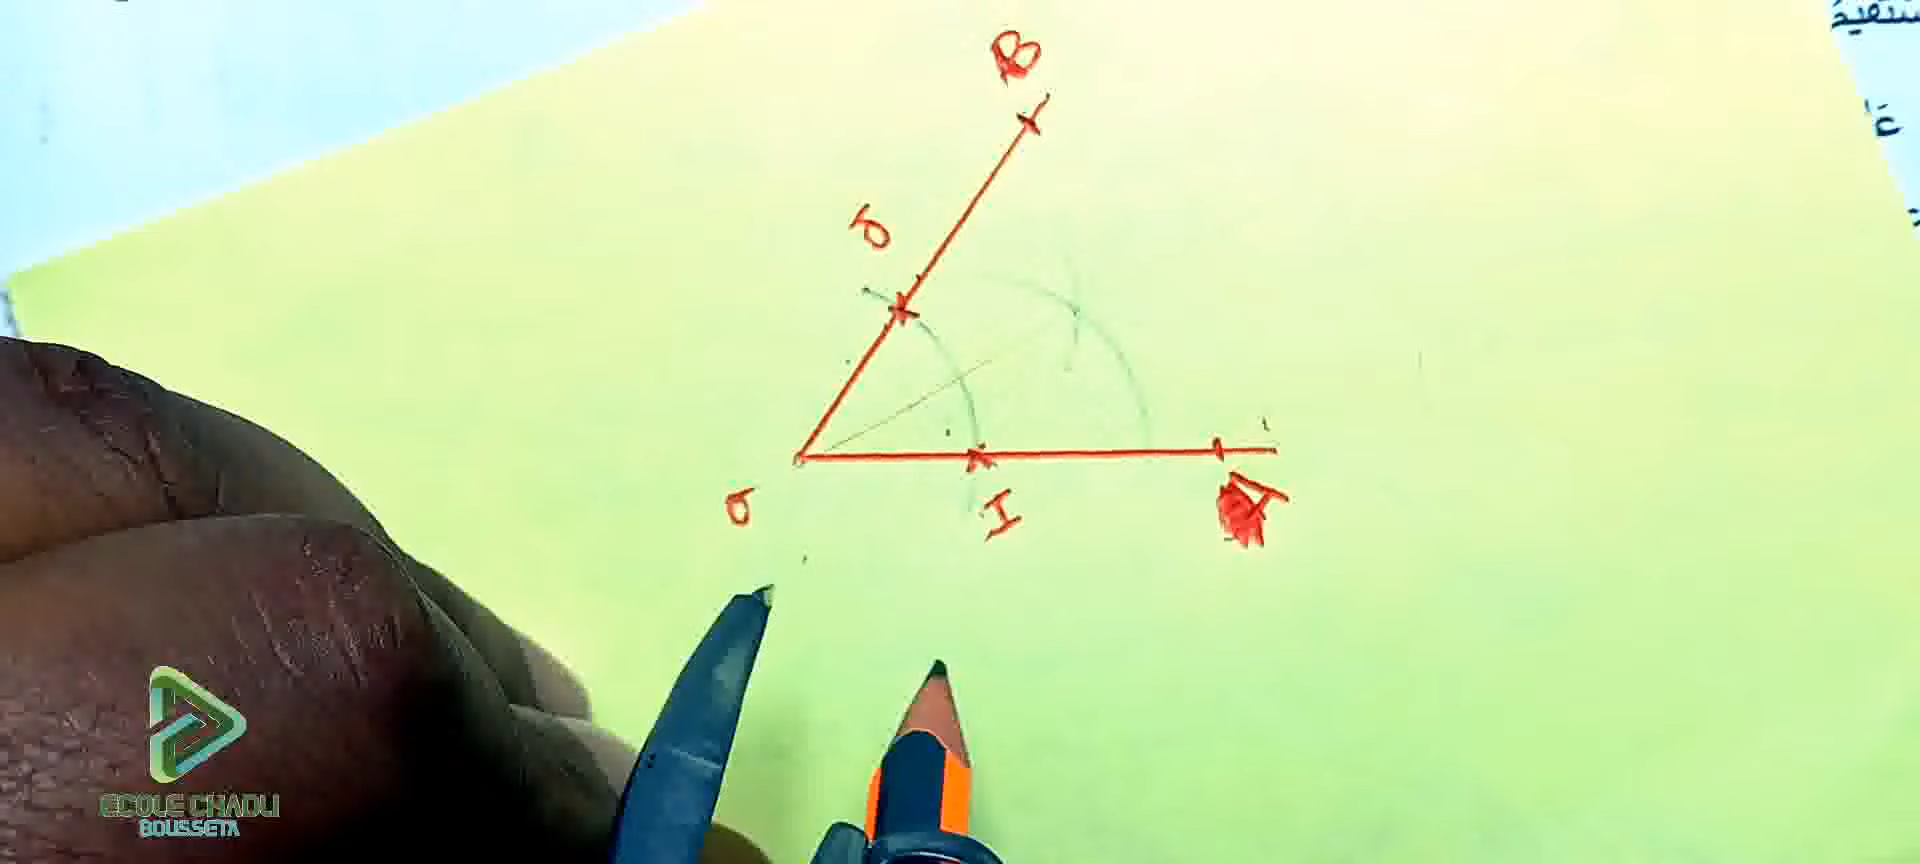 B
δ
σ
I
A
ECOLE CHADLI
BOUSSETA